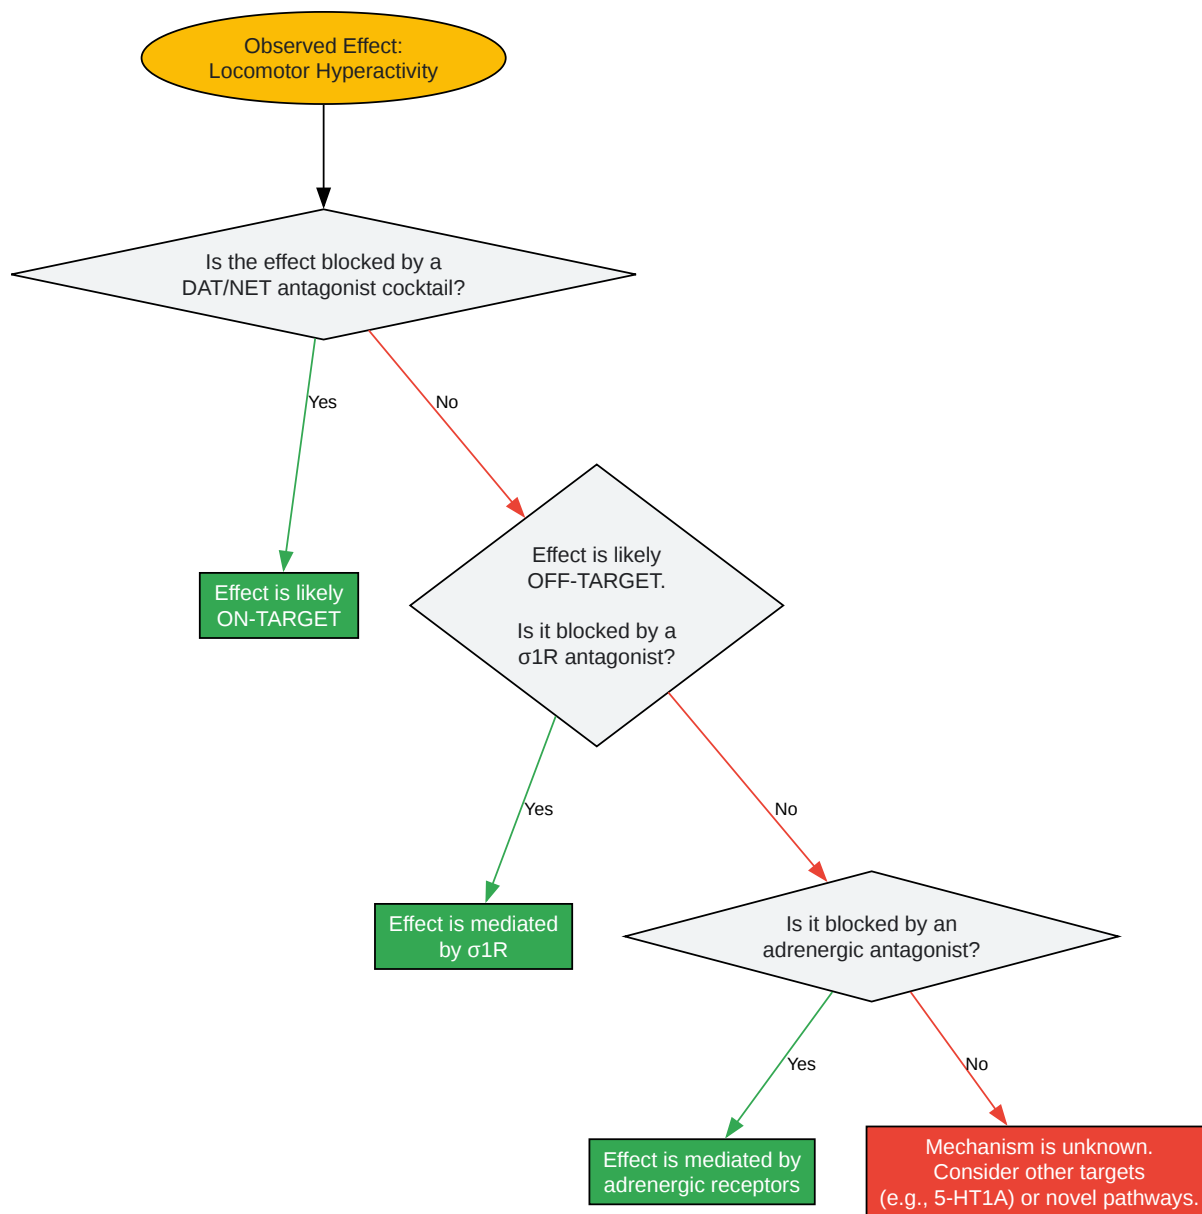 Observed Effect:
Locomotor Hyperactivity
Is the effect blocked by a
DAT/NET antagonist cocktail?
Yes
No
Effect is likely
OFF-TARGET.
Is it blocked by a
σ1R antagonist?
Effect is likely
ON-TARGET
Yes
No
Effect is mediated
by σ1R
Is it blocked by an
adrenergic antagonist?
Yes
No
Effect is mediated by
adrenergic receptors
Mechanism is unknown.
Consider other targets
(e.g., 5-HT1A) or novel pathways.